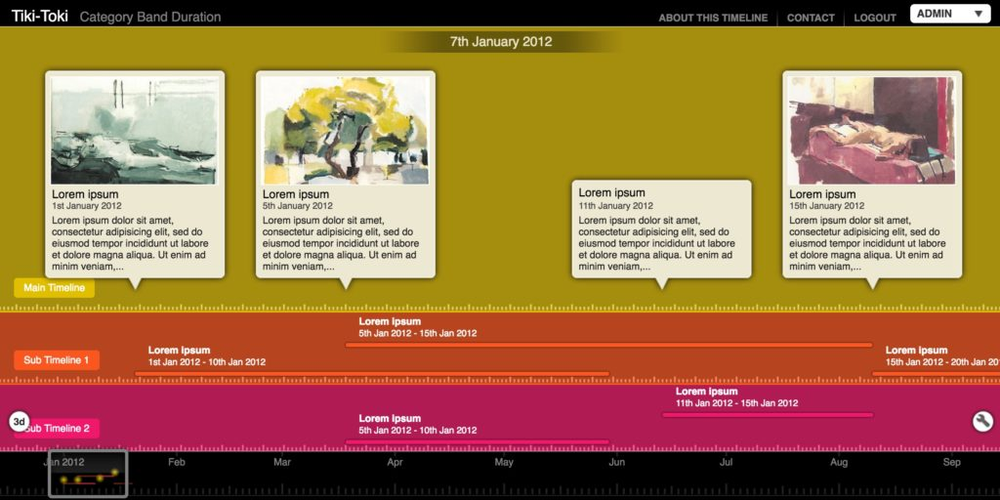 Tiki-Toki Category Band Duration
ABOUT THIS TIMELINE CONTACT LOGOUT ADMIN
7th January 2012
Lorem ipsum
1st January 2012
Lorem ipsum dolor sit amet,
consectetur adipisicing elit, sed do
eiusmod tempor incididunt ut labore
et dolore magna aliqua. Ut enim ad
minim veniam,...
Lorem ipsum
5th January 2012
Lorem ipsum dolor sit amet,
consectetur adipisicing elit, sed do
eiusmod tempor incididunt ut labore
et dolore magna aliqua. Ut enim ad
minim veniam,...
Lorem ipsum
11th January 2012
Lorem ipsum dolor sit amet,
consectetur adipisicing elit, sed do
eiusmod tempor incididunt ut labore
et dolore magna aliqua. Ut enim ad
minim veniam,...
Lorem ipsum
15th January 2012
Lorem ipsum dolor sit amet,
consectetur adipisicing elit, sed do
eiusmod tempor incididunt ut labore
et dolore magna aliqua. Ut enim ad
minim veniam,...
Main Timeline
Lorem ipsum
5th Jan 2012 - 15th Jan 2012
Lorem ipsum
1st Jan 2012 - 10th Jan 2012
Lorem ipsum
15th Jan 2012 - 20th Jan 201
Sub Timeline 1
Lorem ipsum
11th Jan 2012 - 15th Jan 2012
Lorem ipsum
5th Jan 2012 - 10th Jan 2012
3d
Sub Timeline 2
Jan 2012 Feb Mar Apr May Jun Jul Aug Sep